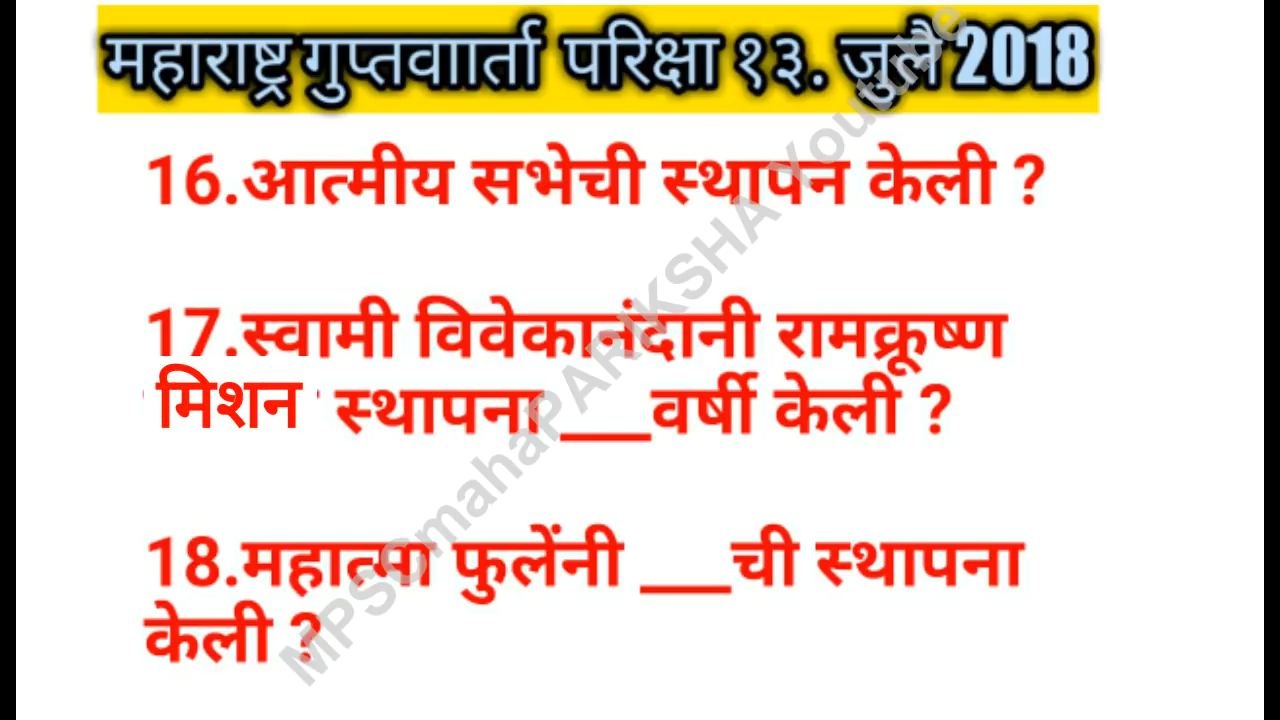 महाराष्ट्र गुप्तवाार्ता परिक्षा १३. जुलै 2018
16.आत्मीय सभेची स्थापन केली ?
17.स्वामी विवेकानंदानी रामक्रूष्ण
मिशन स्थापना ___वर्षी केली ?
18.महात्मा फुलेंनी ___ची स्थापना
केली ?
MPSCmahaPARIKSHA Youtube